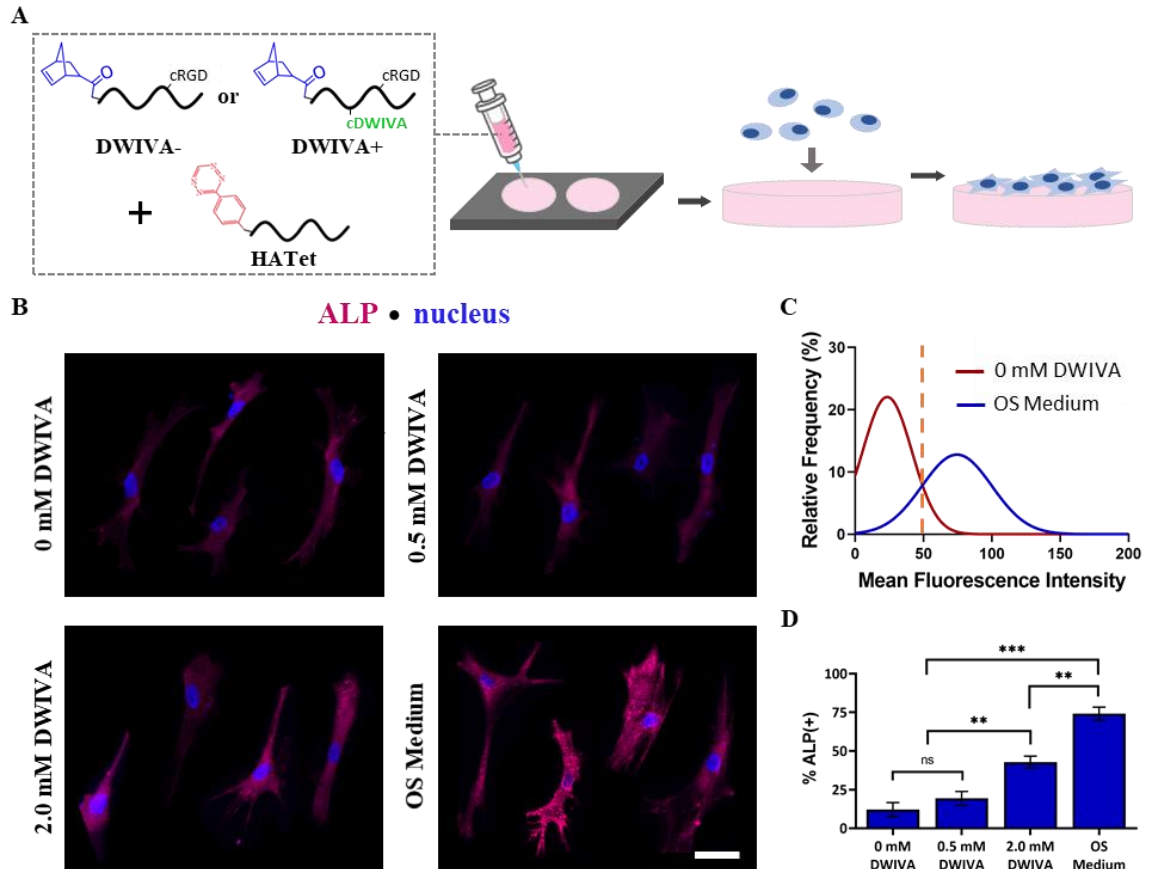 A
cRGD
or
cRGD
cDWIVA
DWIVA-
DWIVA+
N
N
N
N
+
HATet
B
ALP • nucleus
0 mM DWIVA
0.5 mM DWIVA
2.0 mM DWIVA
OS Medium
C
Relative Frequency (%)
30
20
10
0
0 50 100 150 200
Mean Fluorescence Intensity
0 mM DWIVA
OS Medium
D
% ALP(+)
100
75
50
25
0
***
**
**
ns
0 mM 0.5 mM 2.0 mM OS
DWIVA DWIVA DWIVA Medium